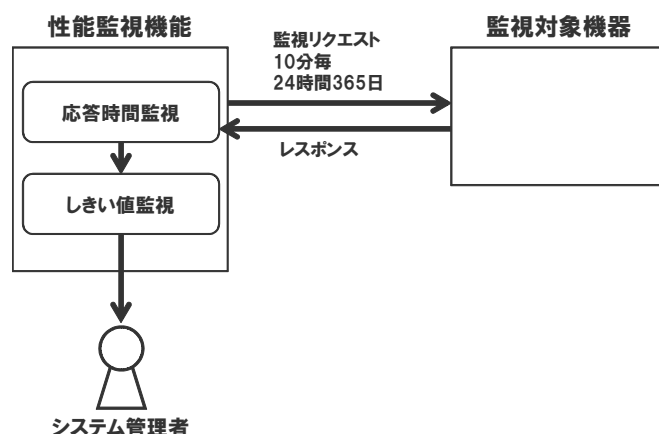 性能監視機能
監視対象機器
監視リクエスト
10分毎
24時間365日
応答時間監視
レスポンス
しきい値監視
システム管理者